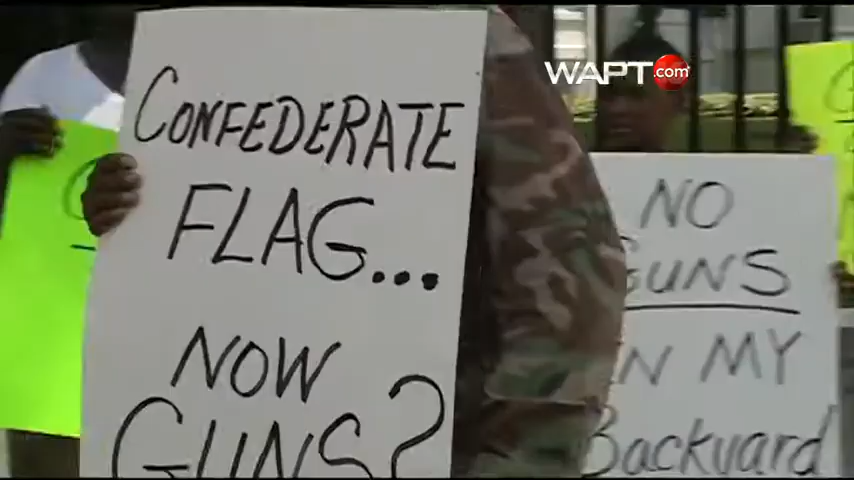 WAPT.com
CONFEDERATE
FLAG...
NOW
GUNS?
NO
GUNS
IN MY
Backyard